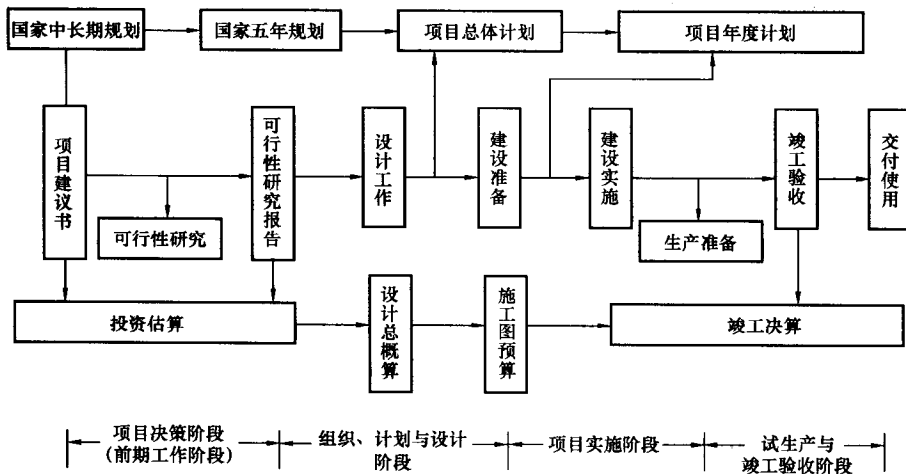 国家中长期规划
国家五年规划
项目总体计划
项目年度计划
项目建议书
可行性研究
可行性研究报告
设计工作
建设准备
建设实施
生产准备
竣工验收
交付使用
投资估算
设计总概算
施工图预算
竣工决算
项目决策阶段
(前期工作阶段)
组织、计划与设计
阶段
项目实施阶段
试生产与
竣工验收阶段